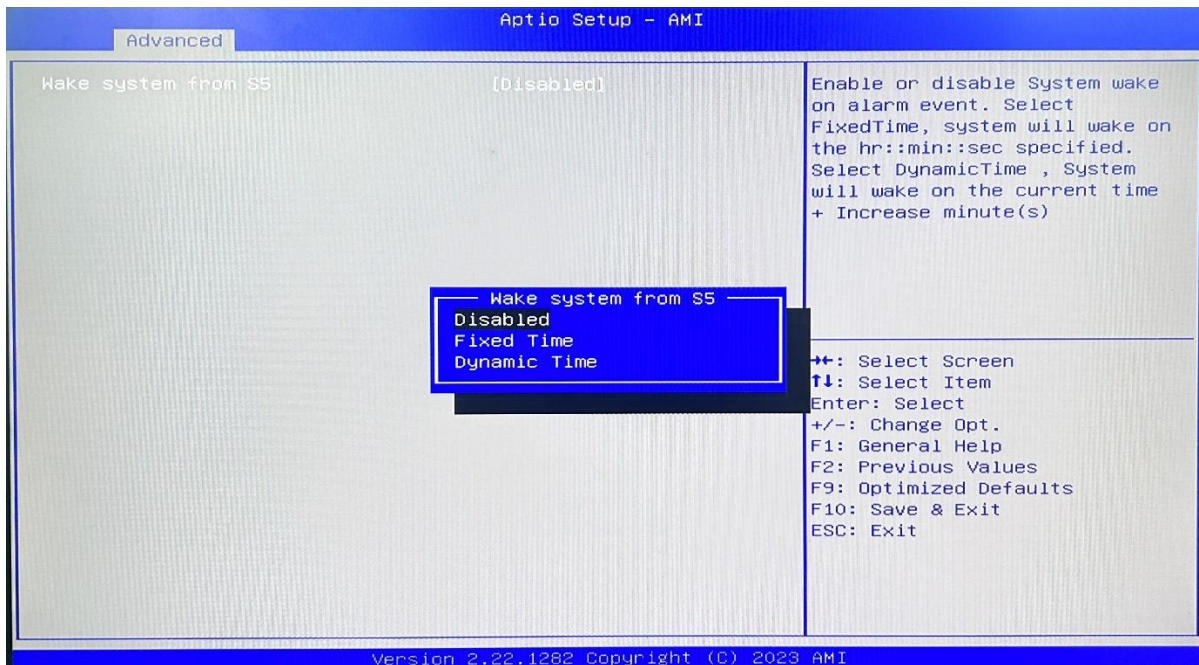 Aptio Setup – AMI
Advanced
Wake system from S5 [Disabled]
Enable or disable System wake
on alarm event. Select
FixedTime, system will wake on
the hr::min::sec specified.
Select DynamicTime , System
will wake on the current time
+ Increase minute(s)
Wake system from S5
Disabled
Fixed Time
Dynamic Time
→←: Select Screen
↑↓: Select Item
Enter: Select
+/-: Change Opt.
F1: General Help
F2: Previous Values
F9: Optimized Defaults
F10: Save & Exit
ESC: Exit
Version 2.22.1282 Copyright (C) 2023 AMI